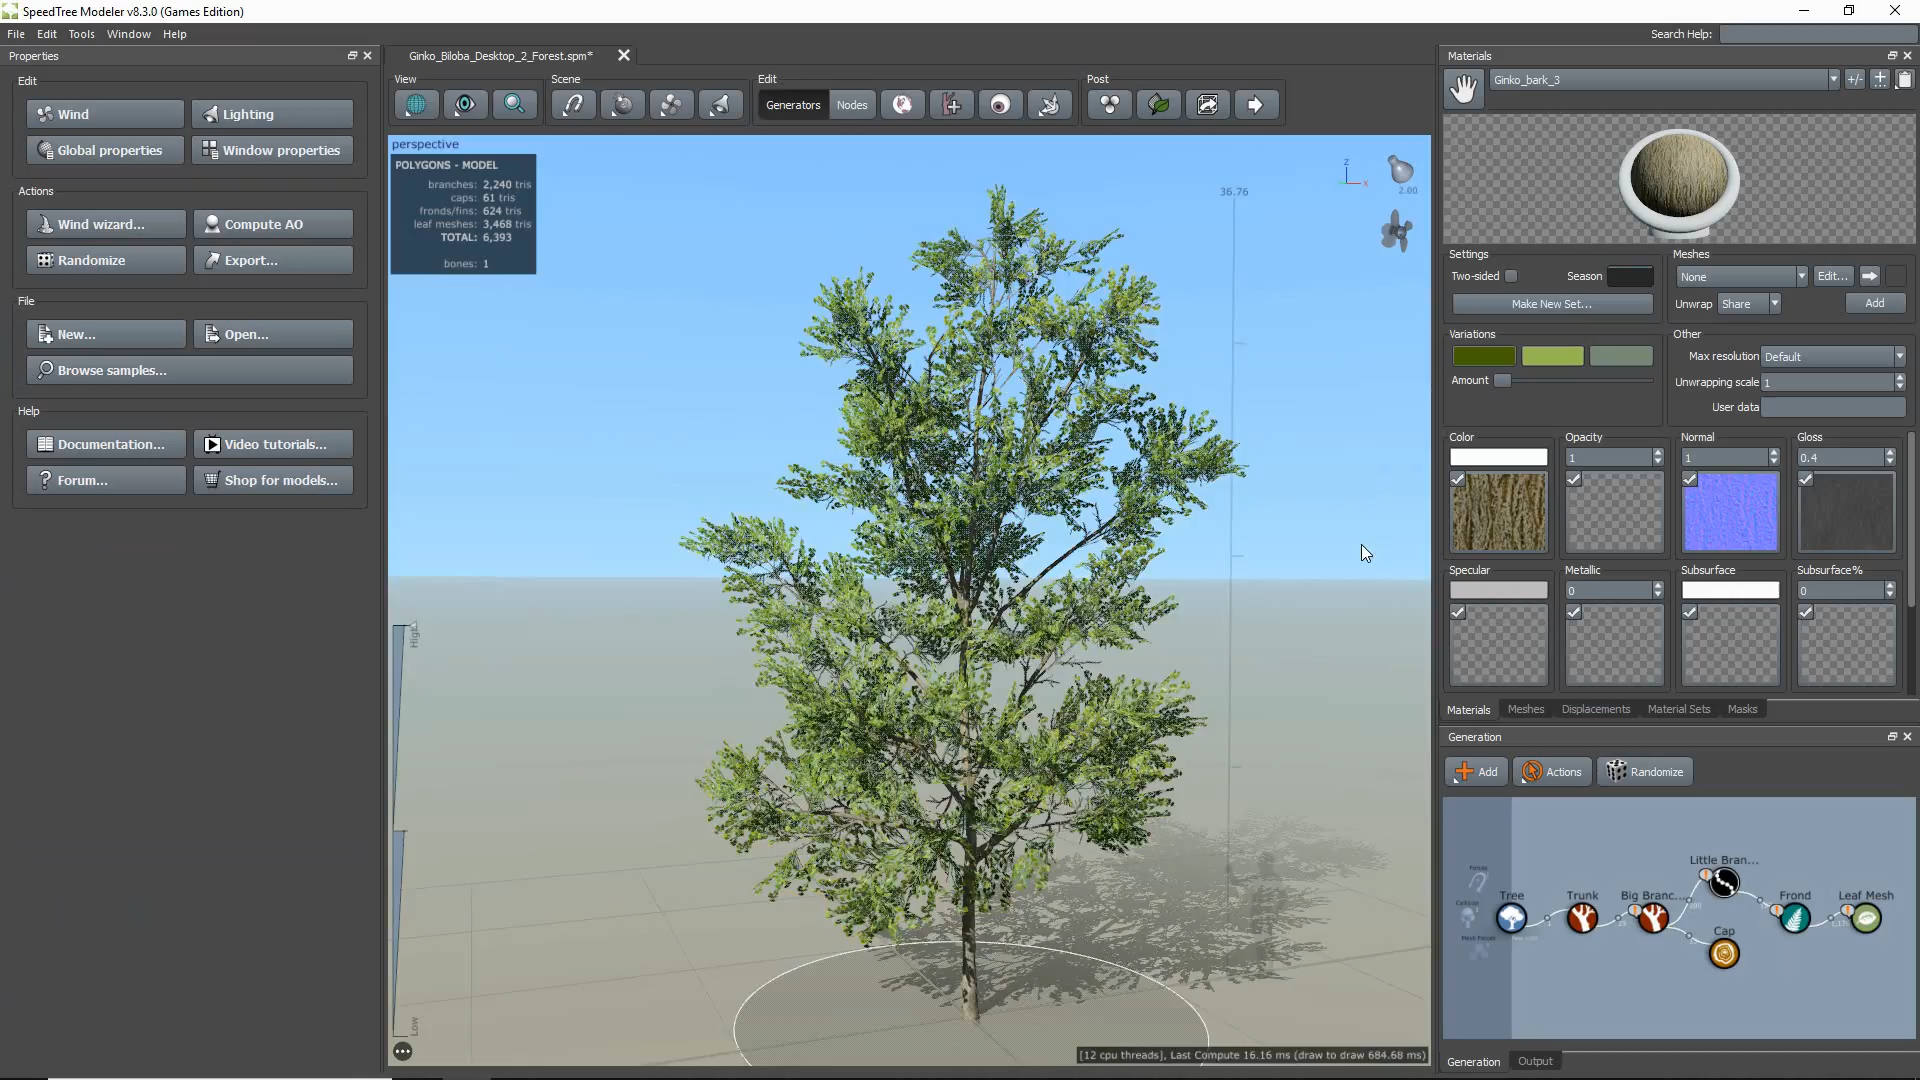 SpeedTree Modeler v8.3.0 (Games Edition)
File Edit Tools Window Help
Search Help:
Properties
Edit
Wind
Lighting
Global properties
Window properties
Actions
Wind wizard...
Compute AO
Randomize
Export...
File
New...
Open...
Browse samples...
Help
Documentation...
Video tutorials...
Forum...
Shop for models...
Ginko_Biloba_Desktop_2_Forest.spm*
View Scene Edit Post
Generators Nodes
perspective
POLYGONS - MODEL
branches: 2,240 tris
caps: 61 tris
fronds/fins: 624 tris
leaf meshes: 3,468 tris
TOTAL: 6,393
bones: 1
36.76
z
x
2.00
High
Low
[12 cpu threads], Last Compute 16.16 ms (draw to draw 684.68 ms)
Materials
Ginko_bark_3
+/-
Settings
Two-sided Season
Make New Set...
Meshes
None Edit...
Unwrap Share Add
Variations
Amount
Other
Max resolution Default
Unwrapping scale 1
User data
Color Opacity Normal Gloss
1 1 0.4
Specular Metallic Subsurface Subsurface%
0 0
Materials Meshes Displacements Material Sets Masks
Generation
Add Actions Randomize
Little Bran...
Tree Trunk Big Branc... Frond Leaf Mesh
Cap
Forces
Collision
Mesh Forces
Generation Output